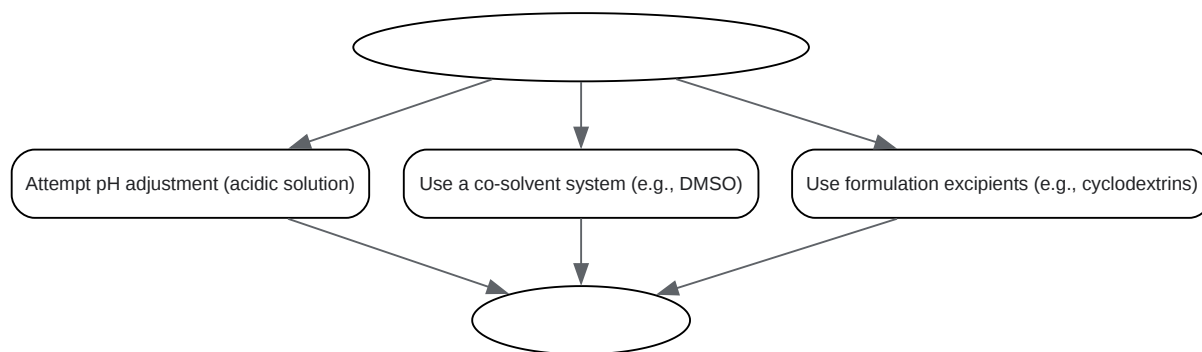 Attempt pH adjustment (acidic solution)
Use a co-solvent system (e.g., DMSO)
Use formulation excipients (e.g., cyclodextrins)